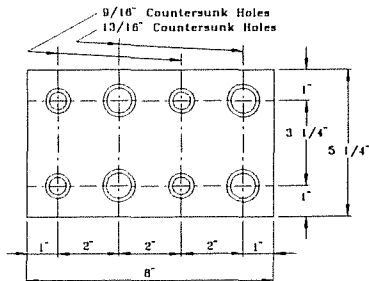 9/16" Countersunk Holes
13/16" Countersunk Holes
1"
3 1/4"
5 1/4"
1"
1" 2" 2" 2" 1"
8"